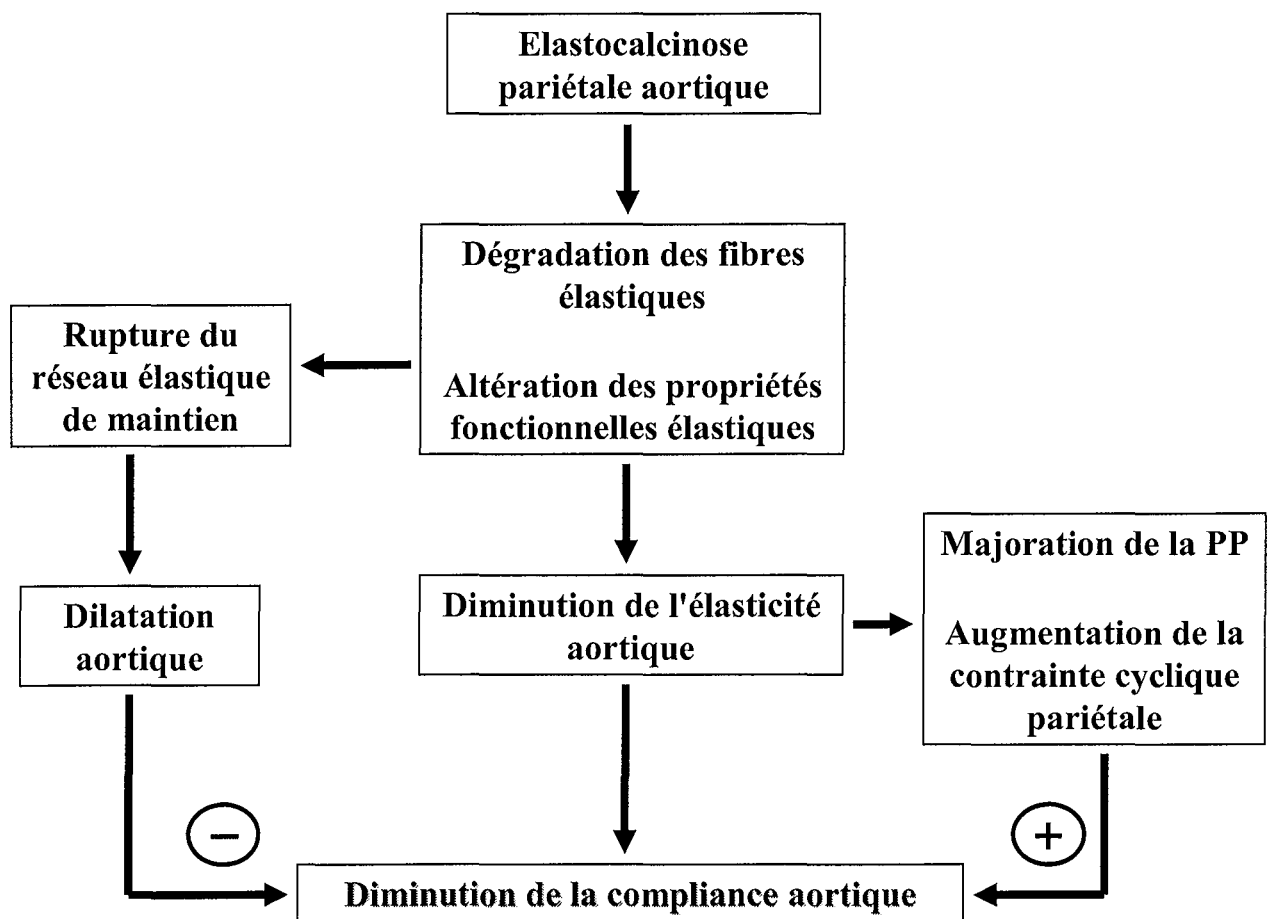 Elastocalcinose
pariétale aortique
Dégradation des fibres
élastiques
Altération des propriétés
fonctionnelles élastiques
Rupture du
réseau élastique
de maintien
Dilatation
aortique
Diminution de l'élasticité
aortique
Majoration de la PP
Augmentation de la
contrainte cyclique
pariétale
−
+
Diminution de la compliance aortique